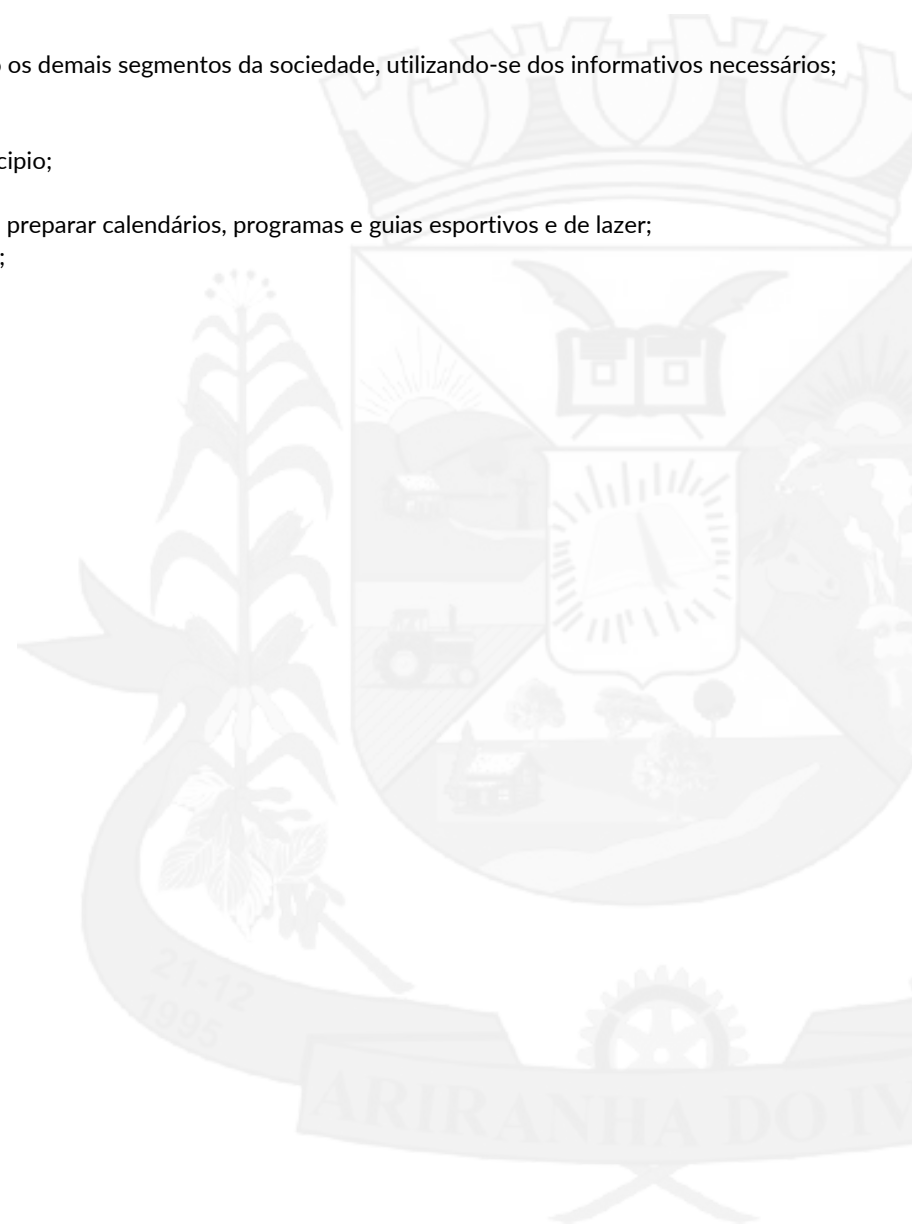 os demais segmentos da sociedade, utilizando-se dos informativos necessários;
cipio;
preparar calendários, programas e guias esportivos e de lazer;
;
21-12
1995
ARIRANHA DO IV